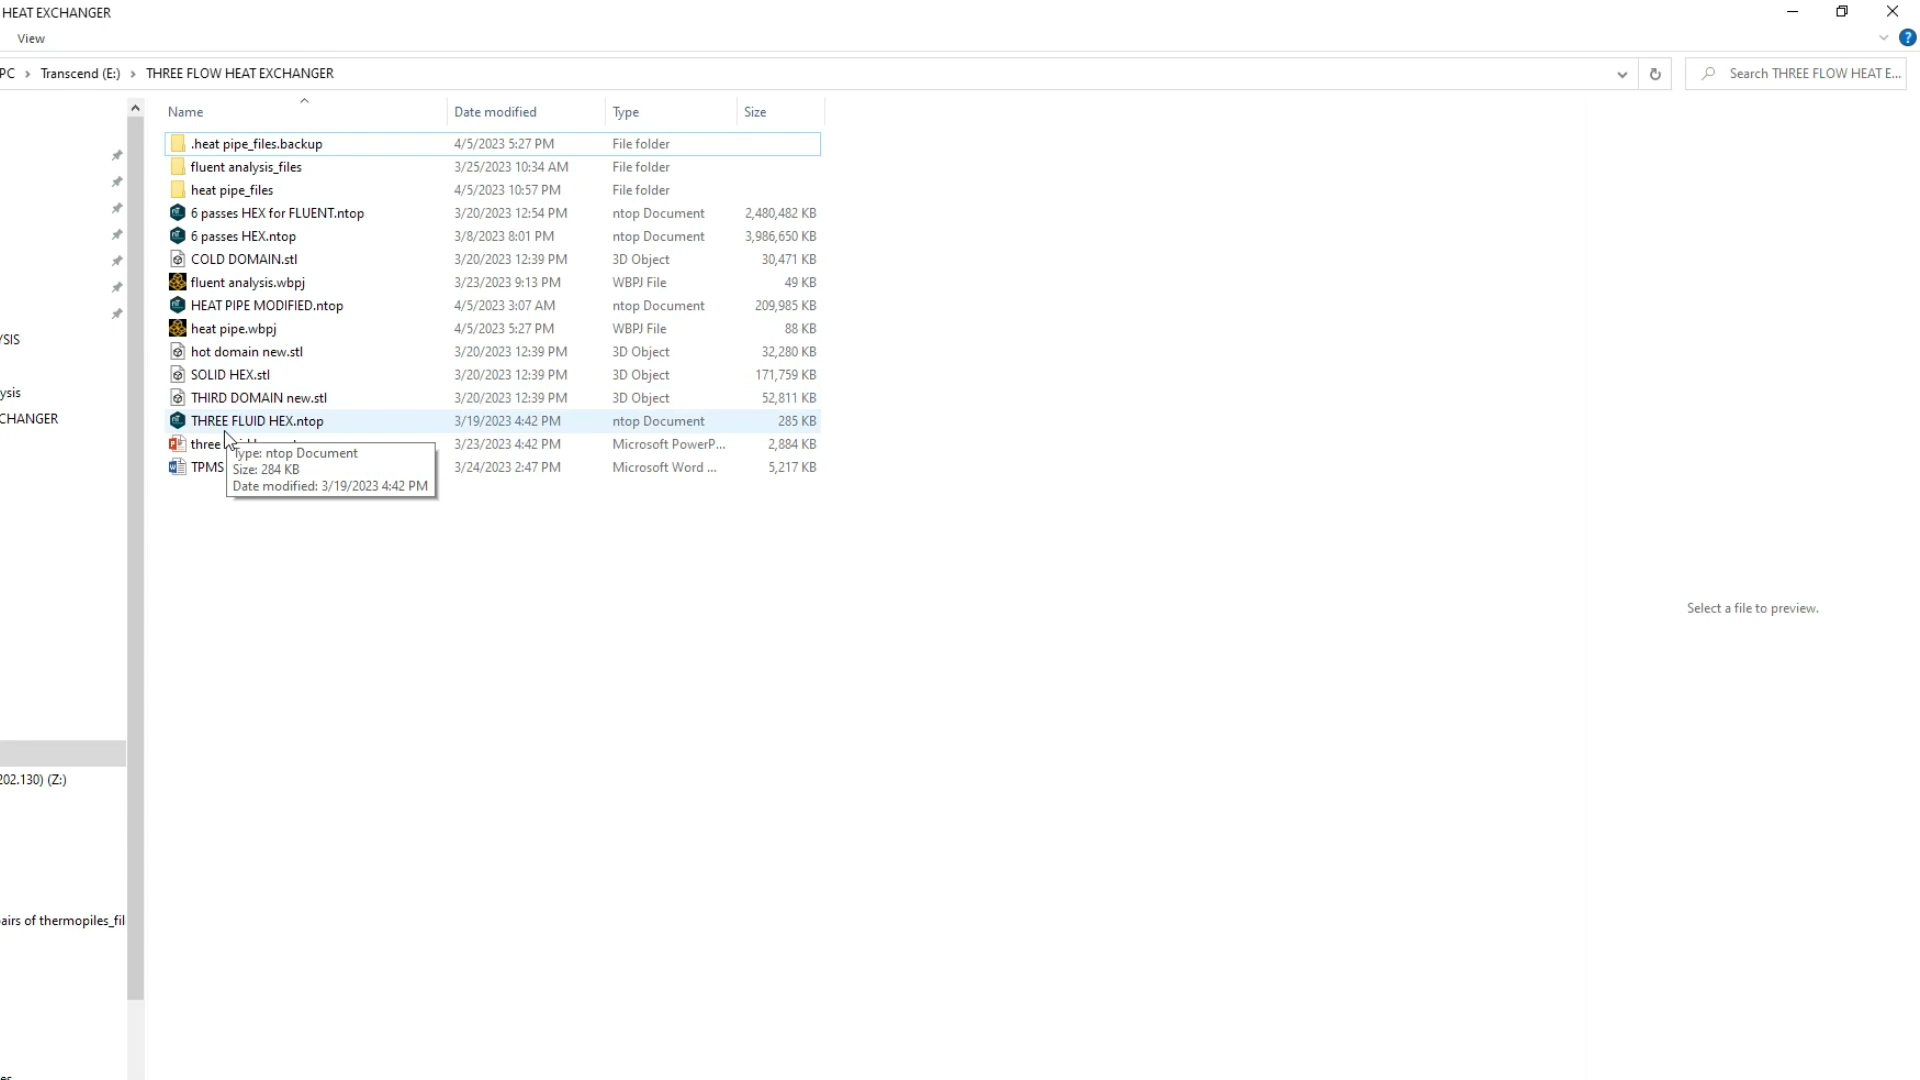 HEAT EXCHANGER
View
PC > Transcend (E:) > THREE FLOW HEAT EXCHANGER
Search THREE FLOW HEAT E...
Name Date modified Type Size
.heat pipe_files.backup 4/5/2023 5:27 PM File folder
fluent analysis_files 3/25/2023 10:34 AM File folder
heat pipe_files 4/5/2023 10:57 PM File folder
6 passes HEX for FLUENT.ntop 3/20/2023 12:54 PM ntop Document 2,480,482 KB
6 passes HEX.ntop 3/8/2023 8:01 PM ntop Document 3,986,650 KB
COLD DOMAIN.stl 3/20/2023 12:39 PM 3D Object 30,471 KB
fluent analysis.wbpj 3/23/2023 9:13 PM WBPJ File 49 KB
HEAT PIPE MODIFIED.ntop 4/5/2023 3:07 AM ntop Document 209,985 KB
heat pipe.wbpj 4/5/2023 5:27 PM WBPJ File 88 KB
hot domain new.stl 3/20/2023 12:39 PM 3D Object 32,280 KB
SOLID HEX.stl 3/20/2023 12:39 PM 3D Object 171,759 KB
THIRD DOMAIN new.stl 3/20/2023 12:39 PM 3D Object 52,811 KB
THREE FLUID HEX.ntop 3/19/2023 4:42 PM ntop Document 285 KB
three 3/23/2023 4:42 PM Microsoft PowerP... 2,884 KB
TPMS 3/24/2023 2:47 PM Microsoft Word ... 5,217 KB
Type: ntop Document
Size: 284 KB
Date modified: 3/19/2023 4:42 PM
YSIS
ysis
CHANGER
202.130) (Z:)
airs of thermopiles_fil
Select a file to preview.